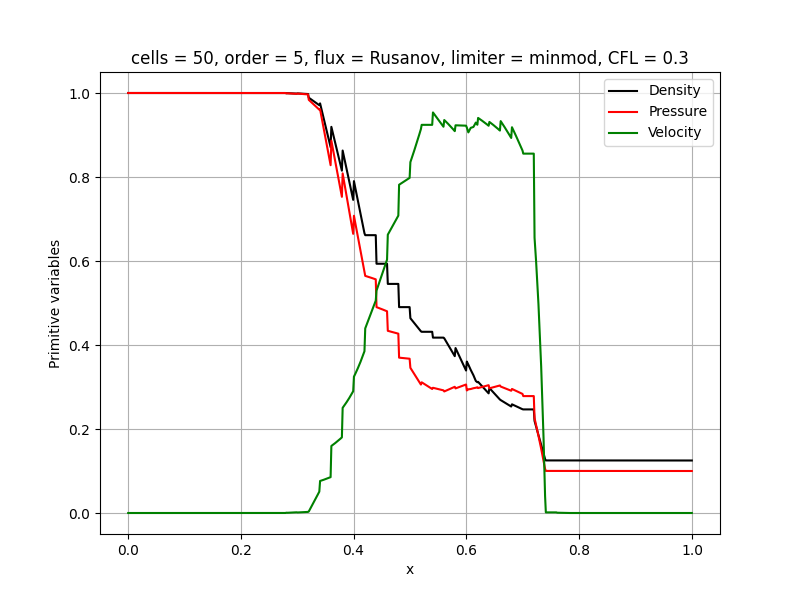 cells = 50, order = 5, flux = Rusanov, limiter = minmod, CFL = 0.3
Density
Pressure
Velocity
Primitive variables
1.0
0.8
0.6
0.4
0.2
0.0
0.0 0.2 0.4 0.6 0.8 1.0
x